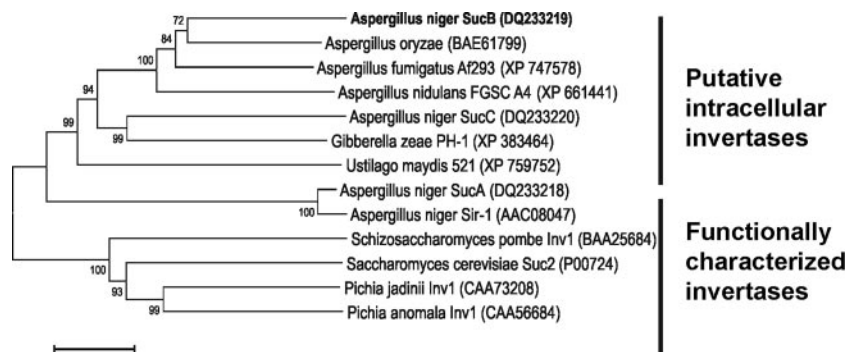 72
Aspergillus niger SucB (DQ233219)
84
Aspergillus oryzae (BAE61799)
100
Aspergillus fumigatus Af293 (XP 747578)
94
Aspergillus nidulans FGSC A4 (XP 661441)
99
Aspergillus niger SucC (DQ233220)
99
Gibberella zeae PH-1 (XP 383464)
Ustilago maydis 521 (XP 759752)
Aspergillus niger SucA (DQ233218)
100
Aspergillus niger Sir-1 (AAC08047)
Schizosaccharomyces pombe Inv1 (BAA25684)
100
Saccharomyces cerevisiae Suc2 (P00724)
93
Pichia jadinii Inv1 (CAA73208)
99
Pichia anomala Inv1 (CAA56684)
Putative
intracellular
invertases
Functionally
characterized
invertases